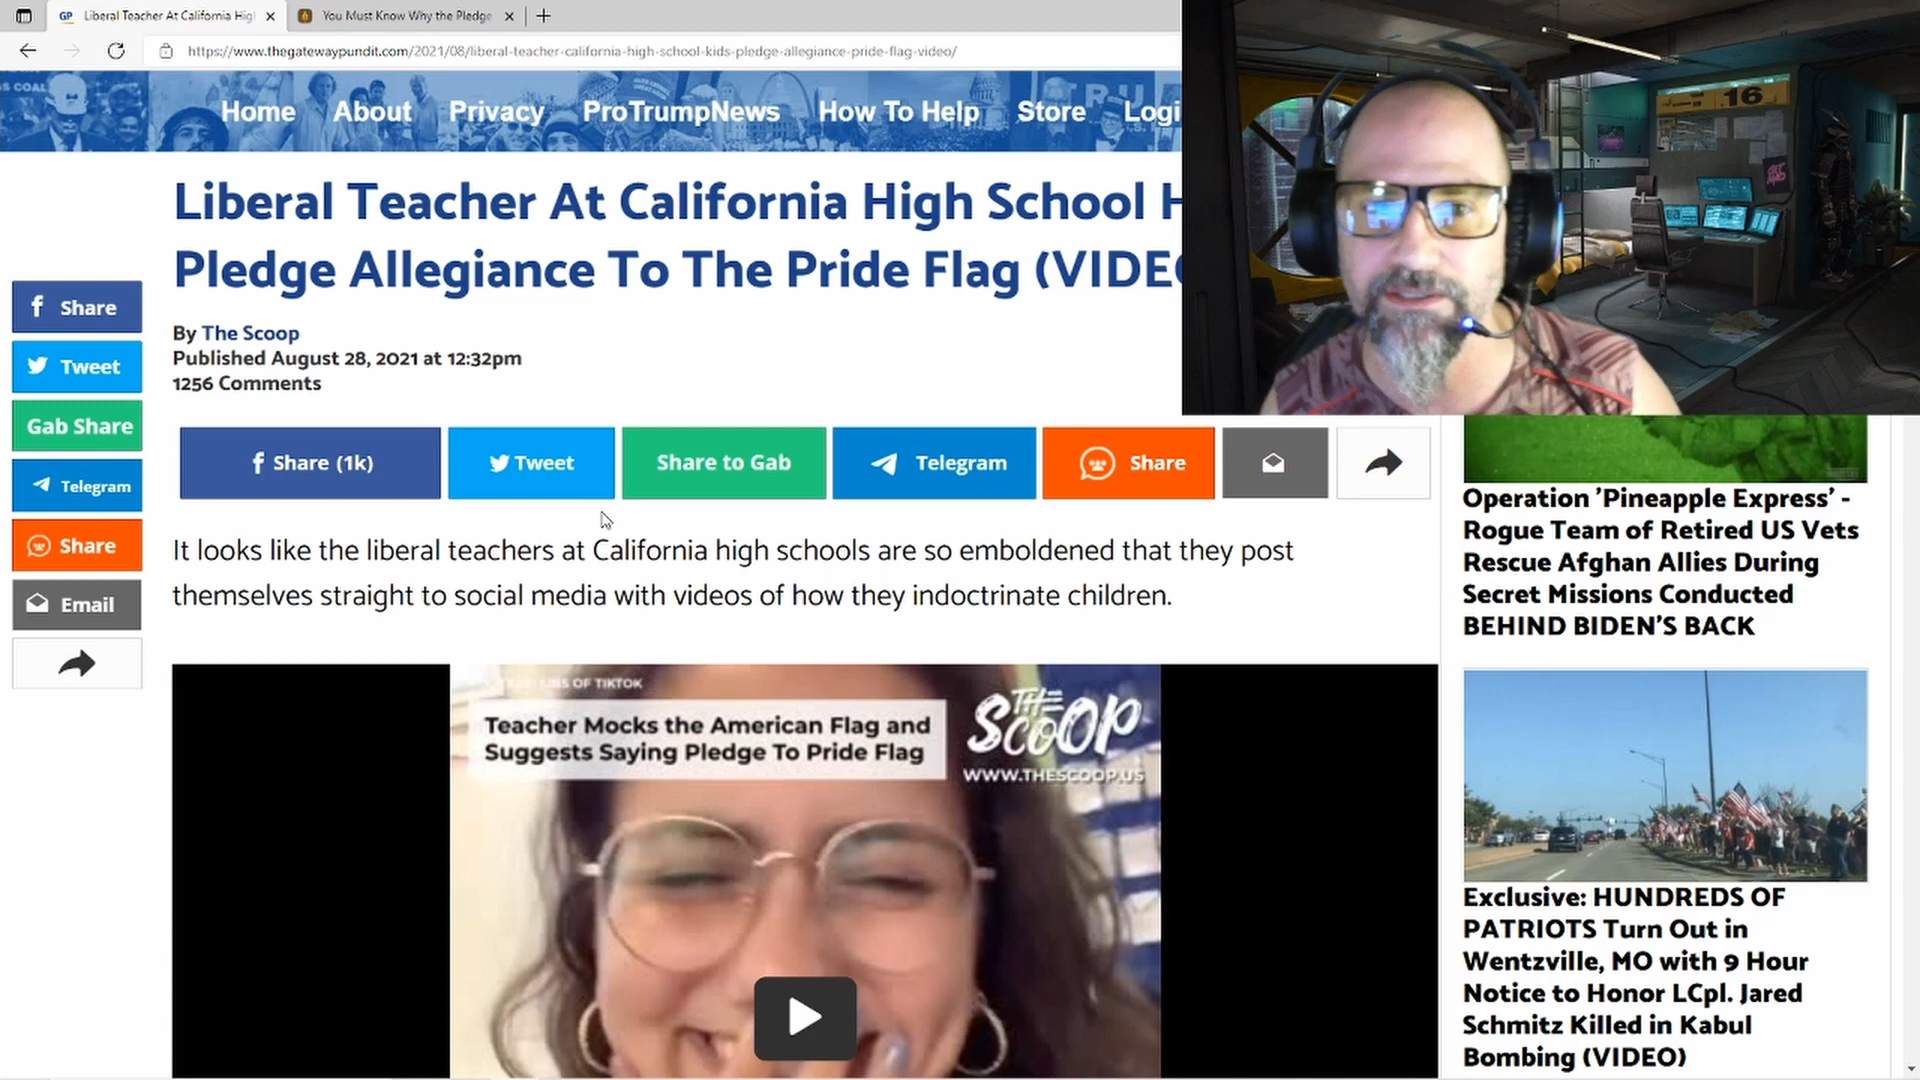 Liberal Teacher At California Hig
You Must Know Why the Pledge
https://www.thegatewaypundit.com/2021/08/liberal-teacher-california-high-school-kids-pledge-allegiance-pride-flag-video/
Home About Privacy ProTrumpNews How To Help Store Logi
16
Liberal Teacher At California High School H
Pledge Allegiance To The Pride Flag (VIDEO
By The Scoop
Published August 28, 2021 at 12:32pm
1256 Comments
Share
Tweet
Gab Share
Telegram
Share
Email
Share (1k)
Tweet
Share to Gab
Telegram
Share
It looks like the liberal teachers at California high schools are so emboldened that they post
themselves straight to social media with videos of how they indoctrinate children.
OF TIKTOK
Teacher Mocks the American Flag and
Suggests Saying Pledge To Pride Flag
THE
SCOOP
WWW.THESCOOP.US
Operation 'Pineapple Express' -
Rogue Team of Retired US Vets
Rescue Afghan Allies During
Secret Missions Conducted
BEHIND BIDEN'S BACK
Exclusive: HUNDREDS OF
PATRIOTS Turn Out in
Wentzville, MO with 9 Hour
Notice to Honor LCpl. Jared
Schmitz Killed in Kabul
Bombing (VIDEO)